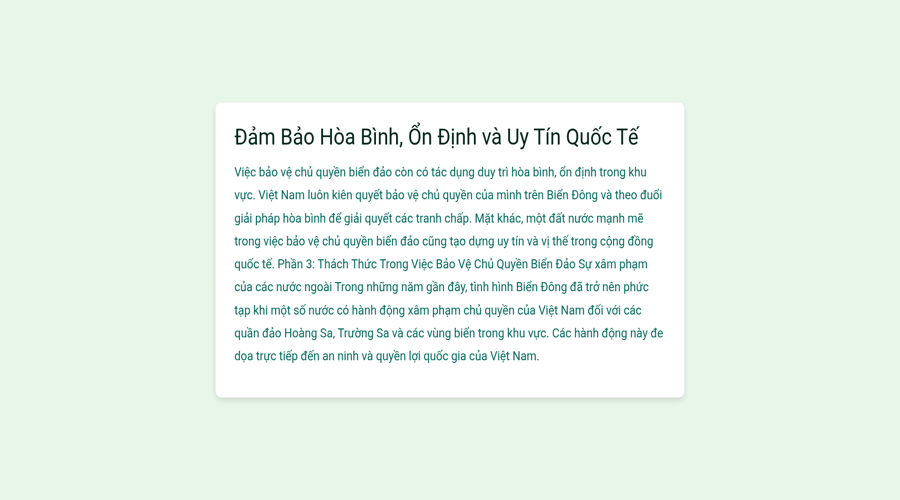 Đảm Bảo Hòa Bình, Ổn Định và Uy Tín Quốc Tế
Việc bảo vệ chủ quyền biển đảo còn có tác dụng duy trì hòa bình, ổn định trong khu
vực. Việt Nam luôn kiên quyết bảo vệ chủ quyền của mình trên Biển Đông và theo đuổi
giải pháp hòa bình để giải quyết các tranh chấp. Mặt khác, một đất nước mạnh mẽ
trong việc bảo vệ chủ quyền biển đảo cũng tạo dựng uy tín và vị thế trong cộng đồng
quốc tế. Phần 3: Thách Thức Trong Việc Bảo Vệ Chủ Quyền Biển Đảo Sự xâm phạm
của các nước ngoài Trong những năm gần đây, tình hình Biển Đông đã trở nên phức
tạp khi một số nước có hành động xâm phạm chủ quyền của Việt Nam đối với các
quần đảo Hoàng Sa, Trường Sa và các vùng biển trong khu vực. Các hành động này đe
dọa trực tiếp đến an ninh và quyền lợi quốc gia của Việt Nam.